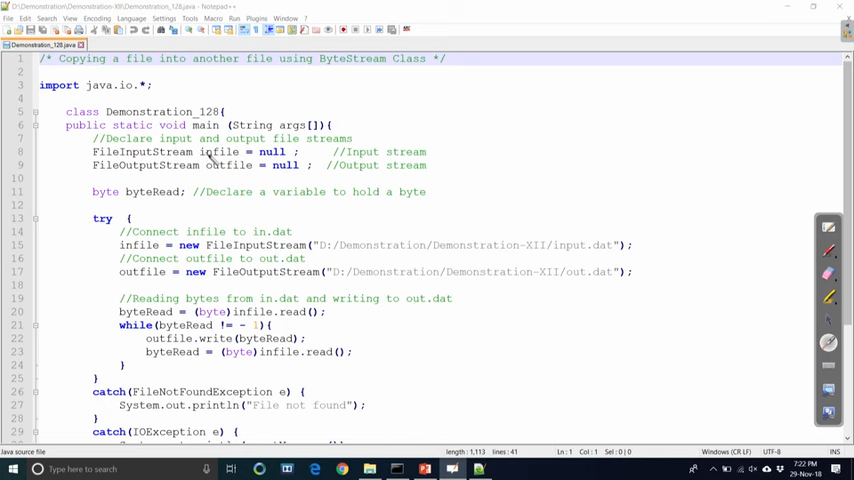 D:\Demonstration\Demonstration-XII\Demonstration_128.java - Notepad++
File Edit Search View Encoding Language Settings Tools Macro Run Plugins Window ?
Demonstration_128.java
1 /* Copying a file into another file using ByteStream Class */
2
3 import java.io.*;
4
5 class Demonstration_128{
6 public static void main (String args[]){
7 //Declare input and output file streams
8 FileInputStream infile = null ; //Input stream
9 FileOutputStream outfile = null ; //Output stream
10
11 byte byteRead; //Declare a variable to hold a byte
12
13 try {
14 //Connect infile to in.dat
15 infile = new FileInputStream("D:/Demonstration/Demonstration-XII/input.dat");
16 //Connect outfile to out.dat
17 outfile = new FileOutputStream("D:/Demonstration/Demonstration-XII/out.dat");
18
19 //Reading bytes from in.dat and writing to out.dat
20 byteRead = (byte)infile.read();
21 while(byteRead != - 1){
22 outfile.write(byteRead);
23 byteRead = (byte)infile.read();
24 }
25 }
26 catch(FileNotFoundException e) {
27 System.out.println("File not found");
28 }
29 catch(IOException e) {
Java source file length : 1,113 lines : 41 Ln : 1 Col : 1 Sel : 0 | 0 Windows (CR LF) UTF-8 INS
Type here to search
7:22 PM
29-Nov-18